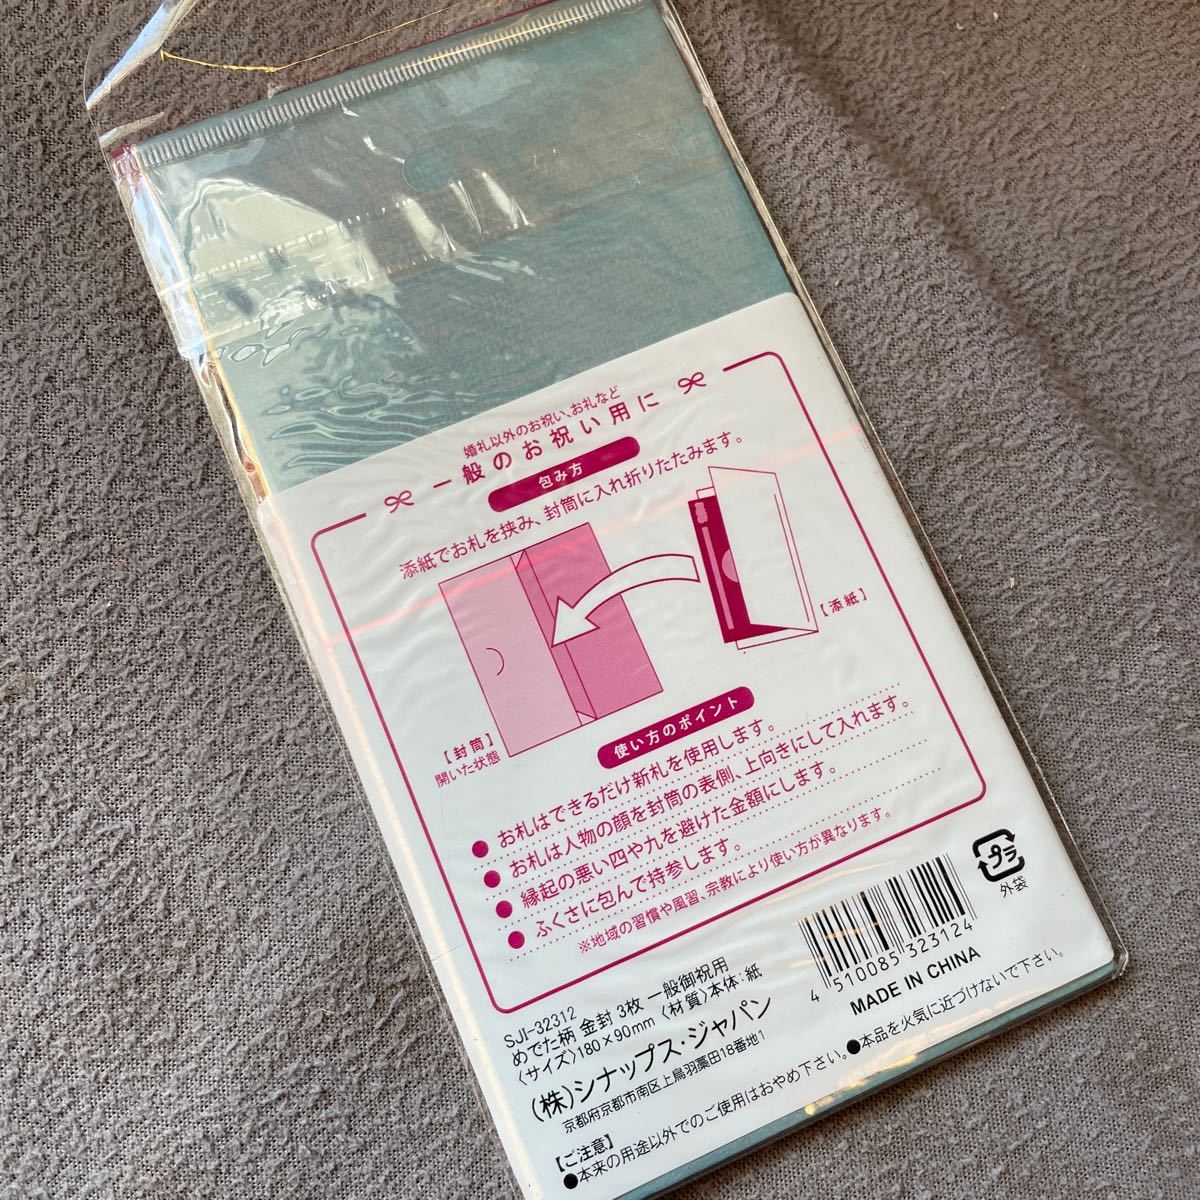 婚礼以外のお祝い、お礼など
一般のお祝い用に
包み方
添紙でお札を挟み、封筒に入れ折りたたみます。
【添紙】
【封筒】
開いた状態
使い方のポイント
●お札はできるだけ新札を使用します。
●お札は人物の顔を封筒の表側、上向きにして入れます。
●縁起の悪い四や九を避けた金額にします。
●ふくさに包んで持参します。
※地域の習慣や風習、宗教により使い方が異なります。
プラ
外袋
SJI-32312
めでた柄 金封 3枚 一般御祝用
〈サイズ〉180×90mm 〈材質〉本体:紙
(株)シナップス・ジャパン
京都府京都市南区上鳥羽藁田18番地1
4 510085 323124
MADE IN CHINA
【ご注意】
●本来の用途以外でのご使用はおやめ下さい。●本品を火気に近づけないで下さい。